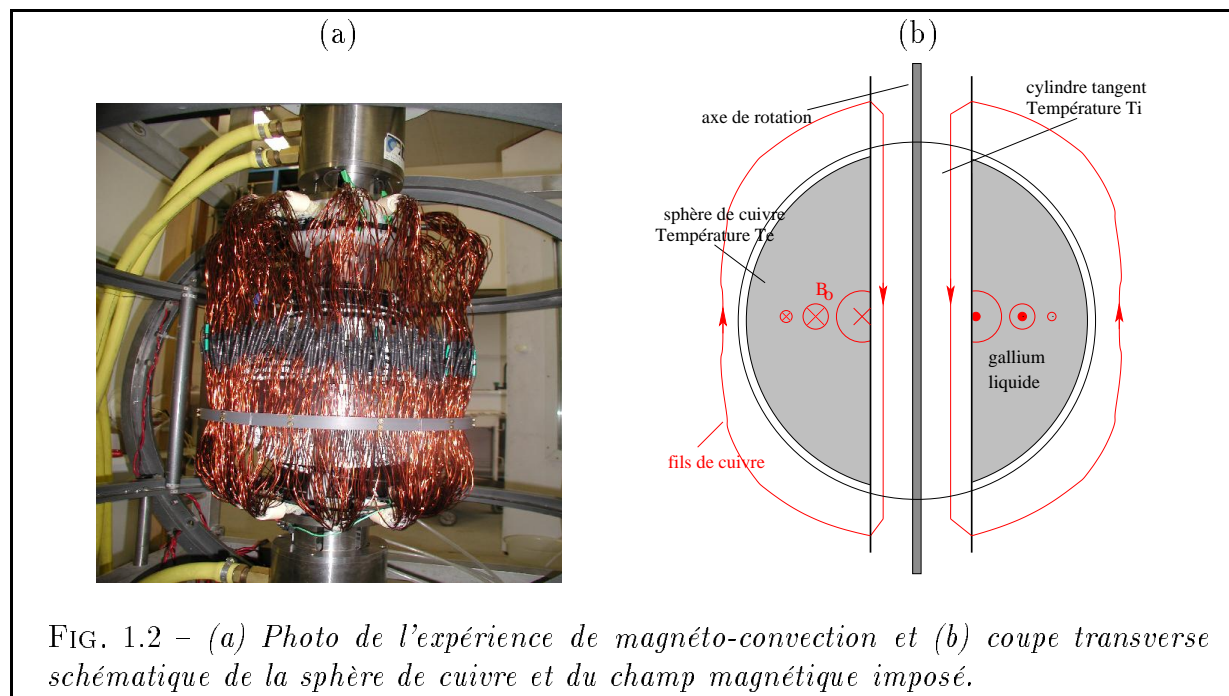 (a)
(b)
axe de rotation
cylindre tangent
Température Ti
sphère de cuivre
Température Te
B₀
gallium
liquide
fils de cuivre
FIG. 1.2 – (a) Photo de l'expérience de magnéto-convection et (b) coupe transverse
schématique de la sphère de cuivre et du champ magnétique imposé.